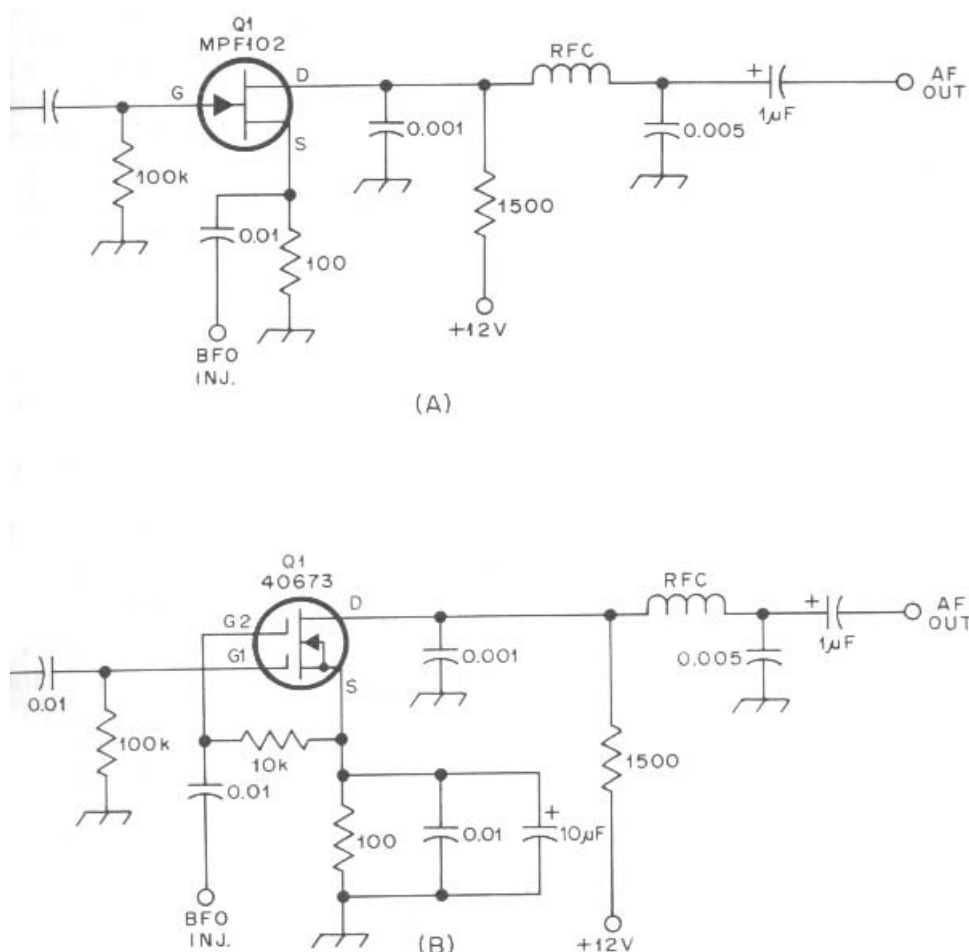 Q1
MPF102
D
G
S
RFC
+
1µF
AF
OUT
0.001
0.005
100k
0.01
100
1500
+12V
BFO
INJ.
(A)
Q1
40673
D
G2
G1
S
RFC
+
1µF
AF
OUT
0.001
0.005
0.01
100k
10k
0.01
1500
100
0.01
+
10µF
BFO
INJ.
(B)
+12V